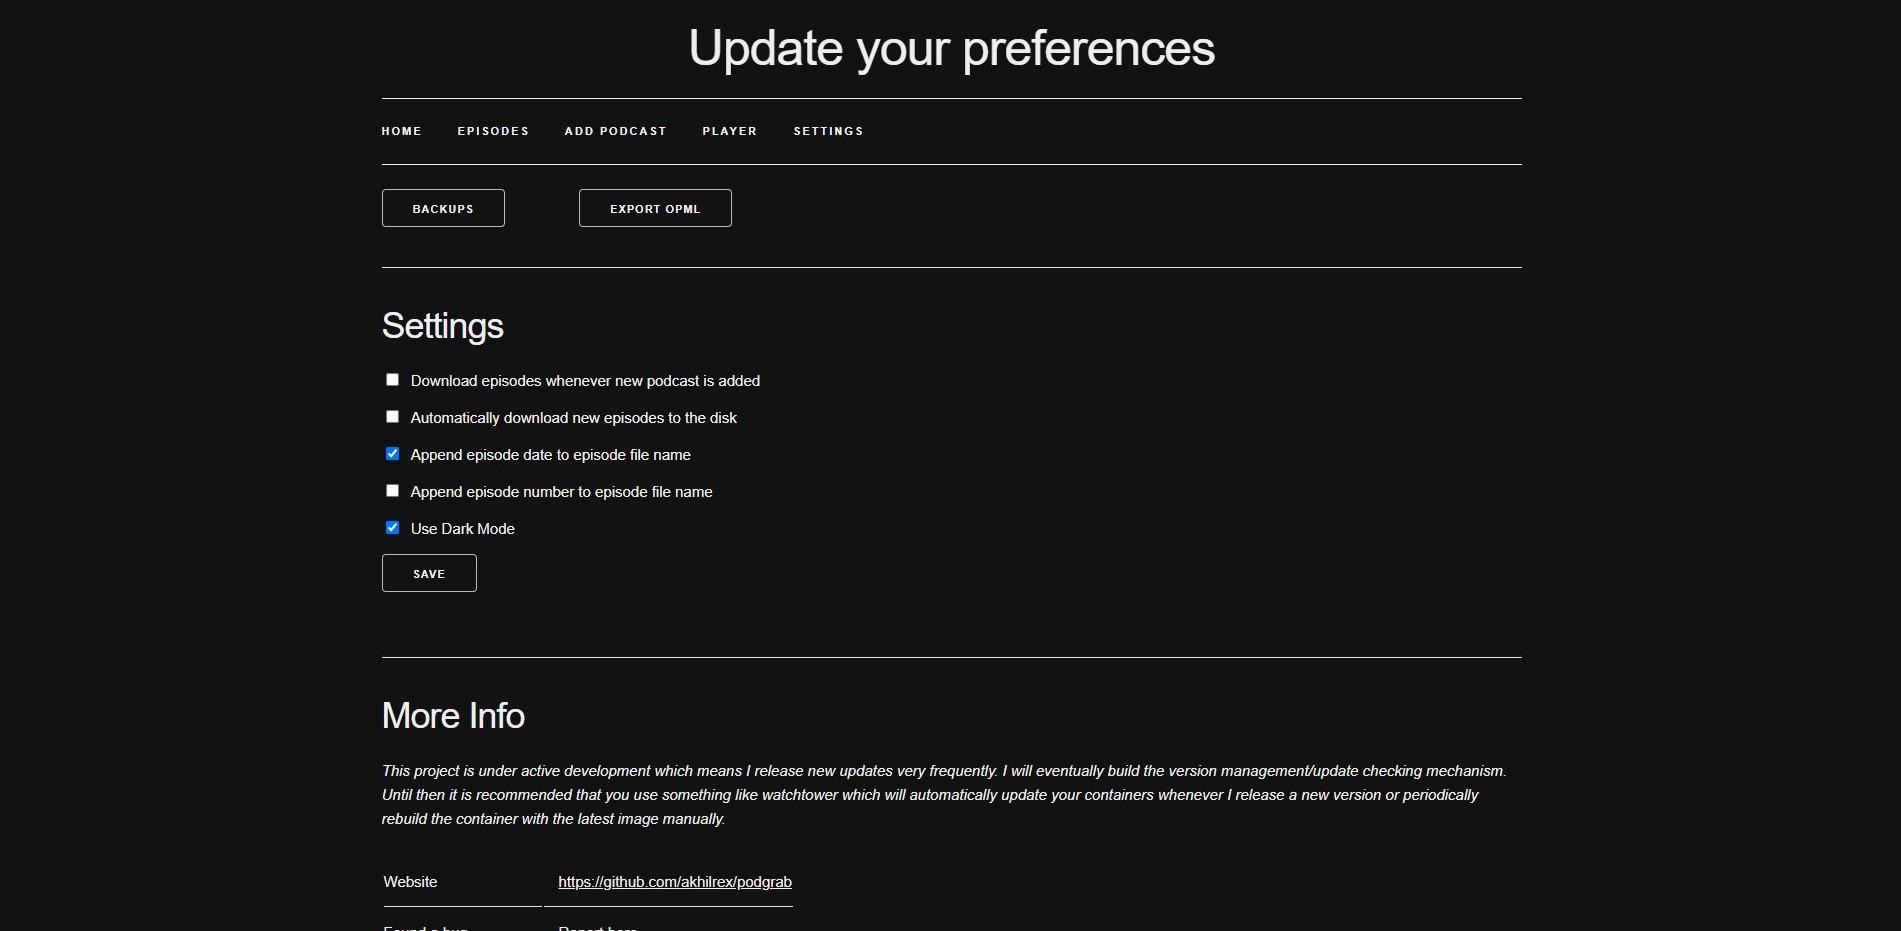 Update your preferences
HOME EPISODES ADD PODCAST PLAYER SETTINGS
BACKUPS EXPORT OPML
Settings
Download episodes whenever new podcast is added
Automatically download new episodes to the disk
Append episode date to episode file name
Append episode number to episode file name
Use Dark Mode
SAVE
More Info
This project is under active development which means I release new updates very frequently. I will eventually build the version management/update checking mechanism.
Until then it is recommended that you use something like watchtower which will automatically update your containers whenever I release a new version or periodically
rebuild the container with the latest image manually.
Website https://github.com/akhilrex/podgrab
Found a bug Report here